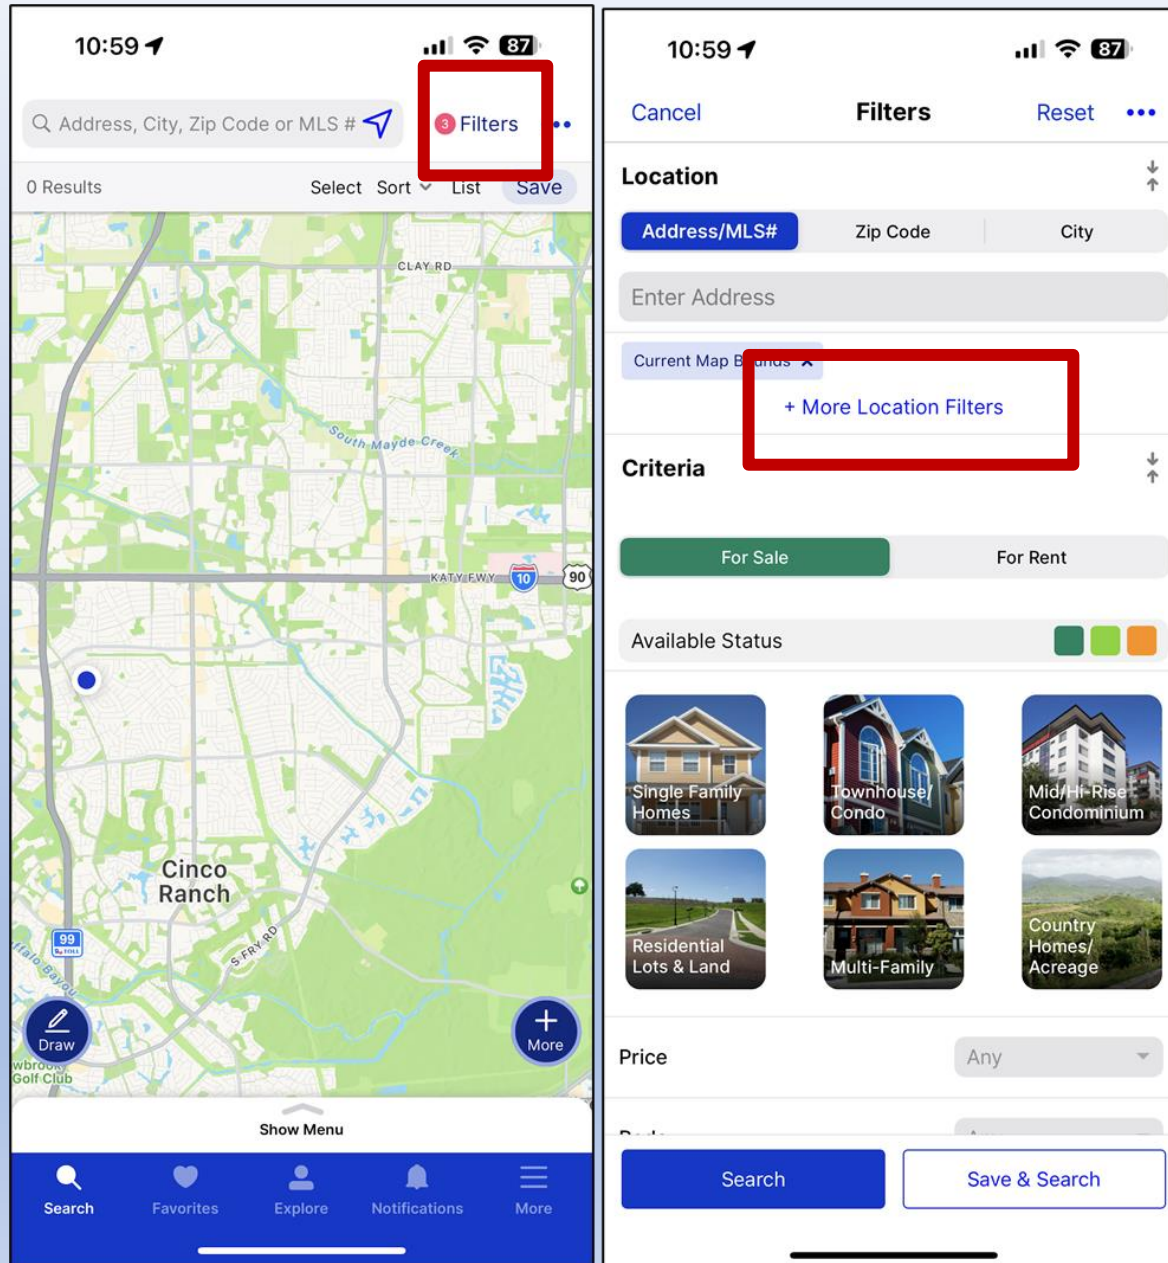 10:59
87
Address, City, Zip Code or MLS #
3 Filters
0 Results
Select Sort List Save
CLAY RD
South Mayde Creek
KATY FWY 10 90
Cinco
Ranch
99
TOLL
S FRY RD
Draw
More
Golf Club
Show Menu
Search Favorites Explore Notifications More
10:59
87
Cancel Filters Reset
Location
Address/MLS# Zip Code City
Enter Address
Current Map
+ More Location Filters
Criteria
For Sale For Rent
Available Status
Single Family
Homes
Townhouse/
Condo
Mid/Hi-Rise
Condominium
Residential
Lots & Land
Multi-Family
Country
Homes/
Acreage
Price Any
Search Save & Search